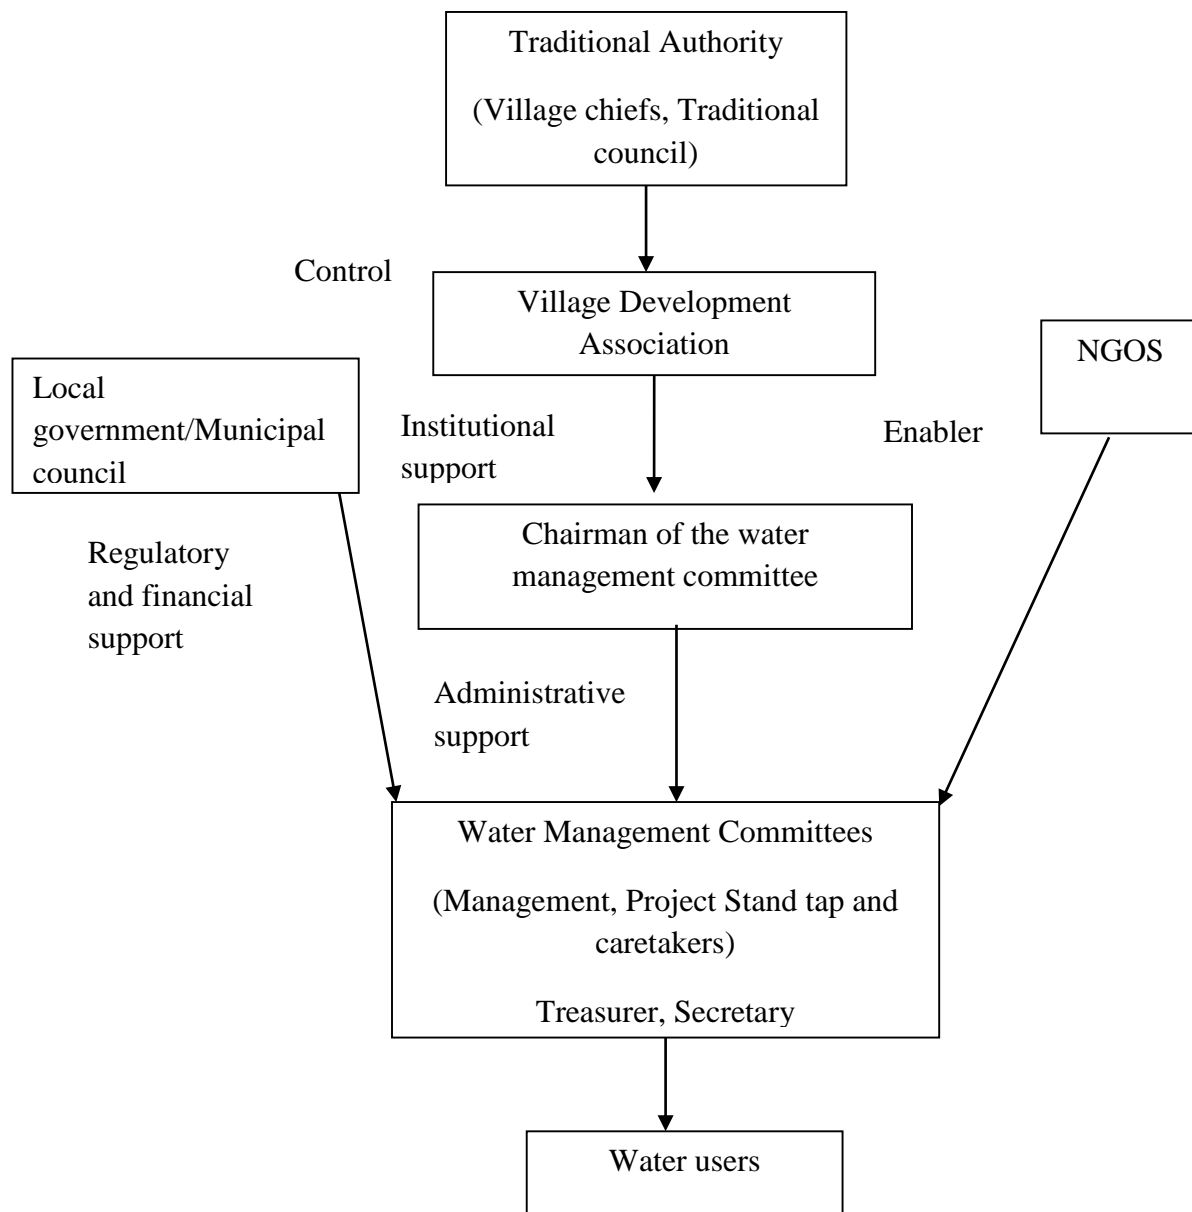 Traditional Authority
(Village chiefs, Traditional
council)
Control
Village Development
Association
NGOS
Local
government/Municipal
council
Institutional
support
Enabler
Chairman of the water
management committee
Regulatory
and financial
support
Administrative
support
Water Management Committees
(Management, Project Stand tap and
caretakers)
Treasurer, Secretary
Water users